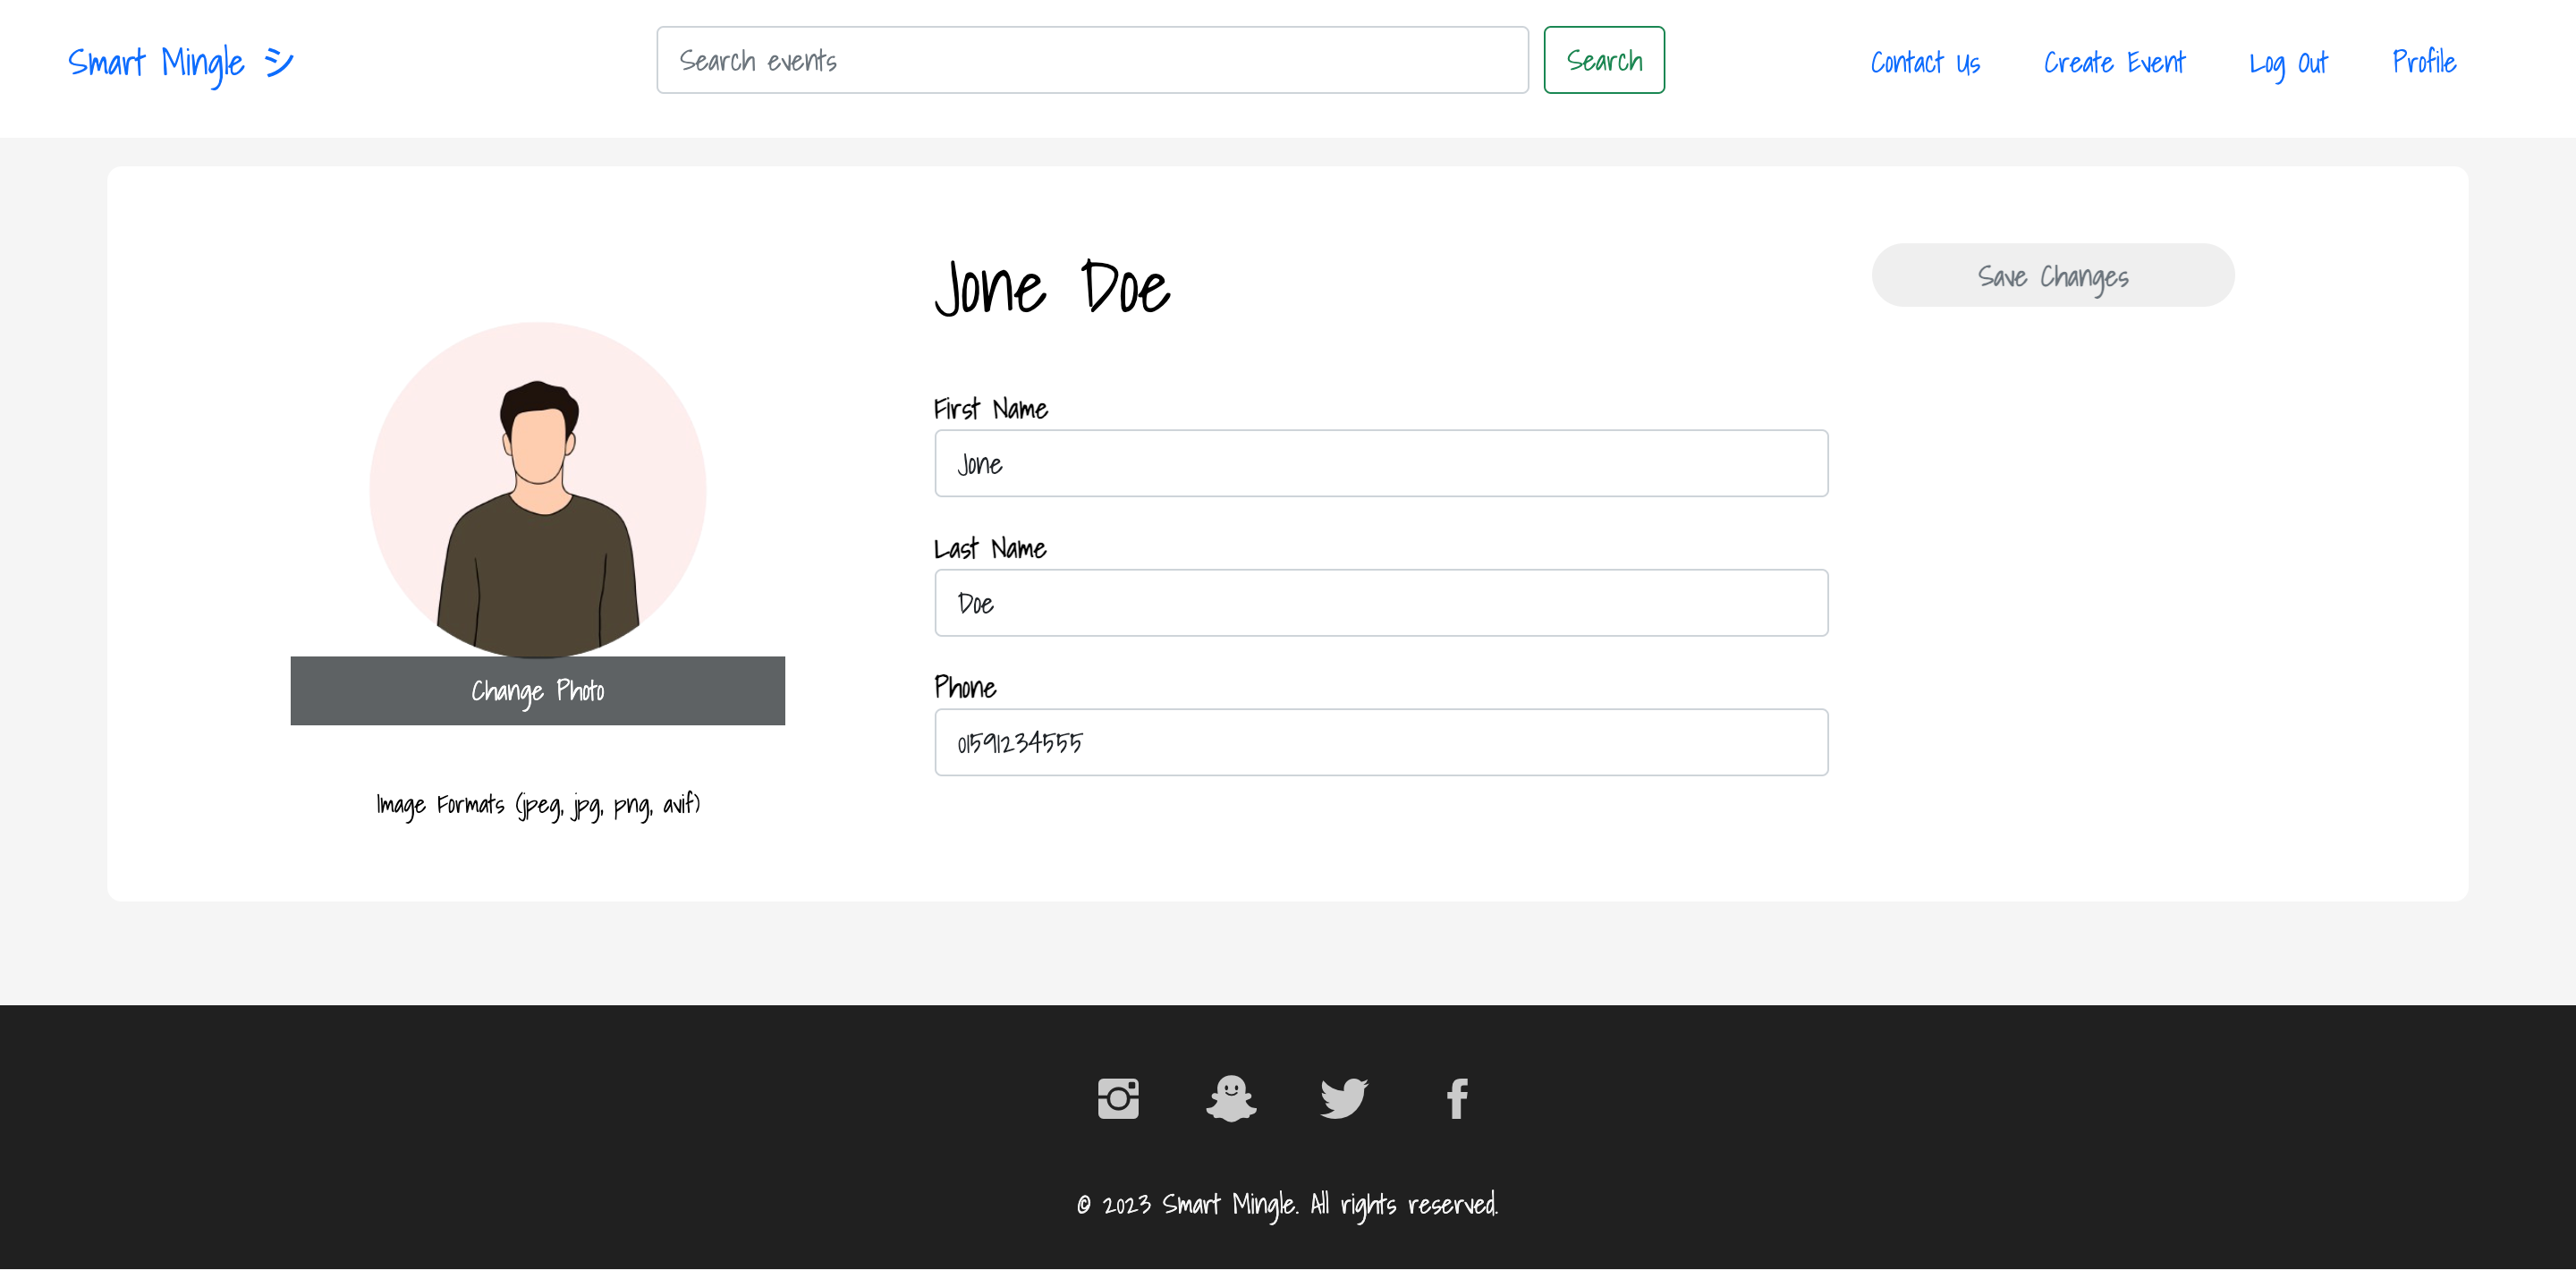 Smart Mingle シ
Search events
Search
Contact Us
Create Event
Log Out
Profile
Jone Doe
Save Changes
First Name
Jone
Last Name
Doe
Change Photo
Phone
01591234555
Image Formats (jpeg, jpg, png, avif)
© 2023 Smart Mingle. All rights reserved.